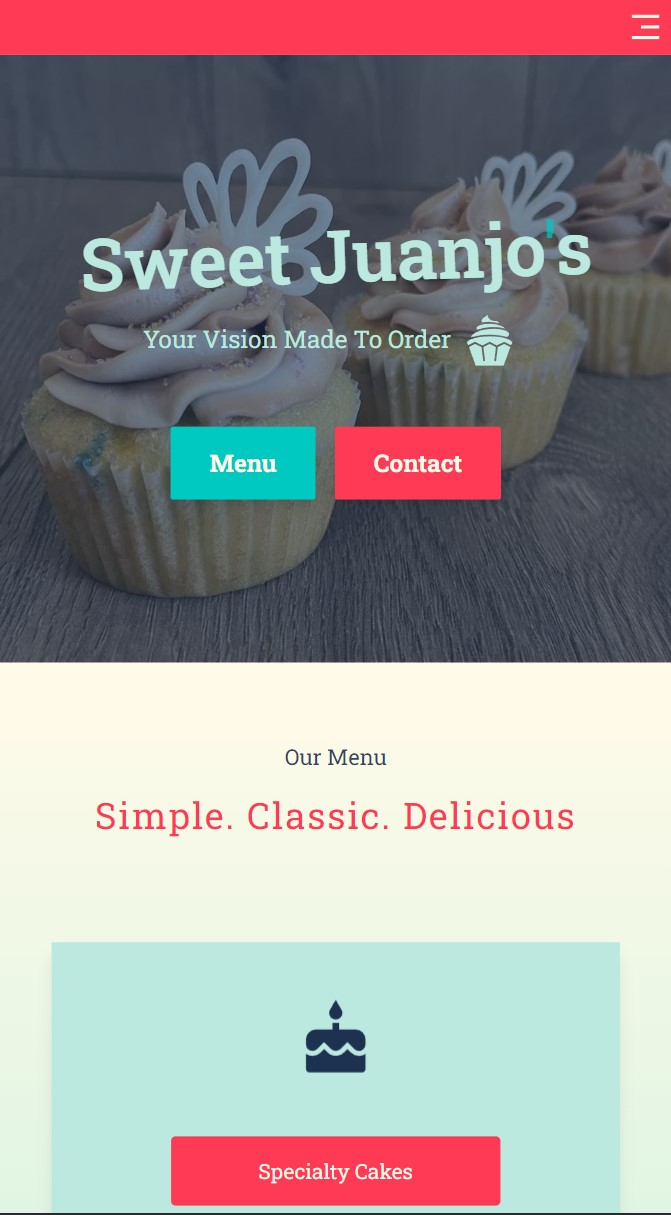 Sweet Juanjo's
Your Vision Made To Order
Menu Contact
Our Menu
Simple. Classic. Delicious
Specialty Cakes